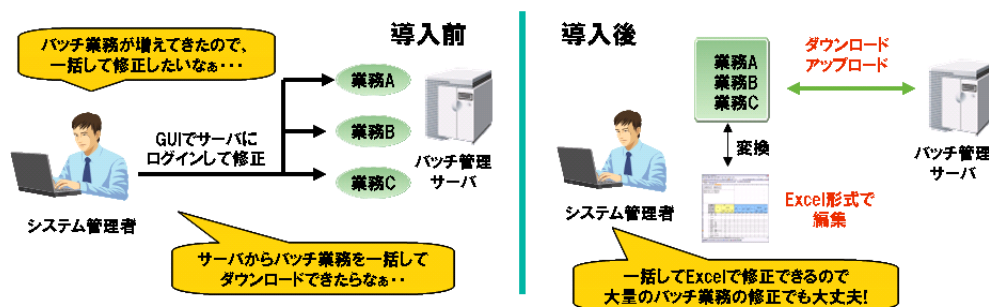 導入前
バッチ業務が増えてきたので、
一括して修正したいなぁ・・・
業務A
業務B
業務C
GUIでサーバに
ログインして修正
バッチ管理
サーバ
システム管理者
サーバからバッチ業務を一括して
ダウンロードできたらなぁ・・
導入後
業務A
業務B
業務C
ダウンロード
アップロード
変換
バッチ管理
サーバ
Excel形式で
編集
システム管理者
一括してExcelで修正できるので
大量のバッチ業務の修正でも大丈夫!